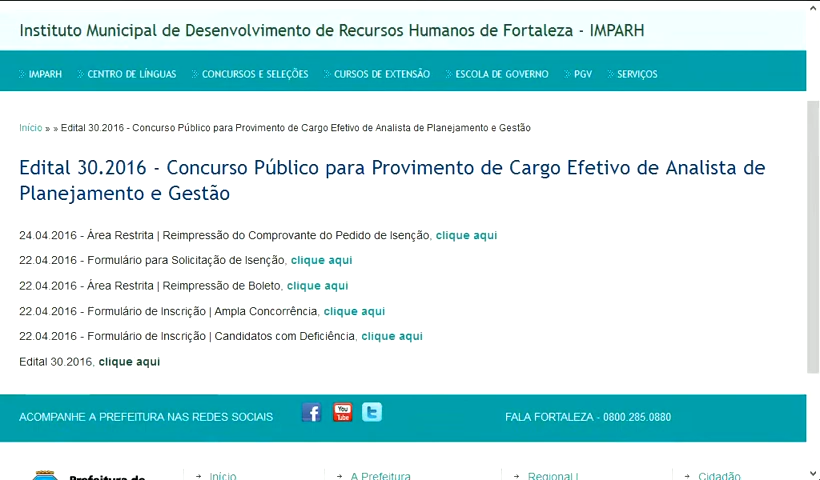 Instituto Municipal de Desenvolvimento de Recursos Humanos de Fortaleza - IMPARH
IMPARH CENTRO DE LÍNGUAS CONCURSOS E SELEÇÕES CURSOS DE EXTENSÃO ESCOLA DE GOVERNO PGV SERVIÇOS
Início » » Edital 30.2016 - Concurso Público para Provimento de Cargo Efetivo de Analista de Planejamento e Gestão
Edital 30.2016 - Concurso Público para Provimento de Cargo Efetivo de Analista de
Planejamento e Gestão
24.04.2016 - Área Restrita | Reimpressão do Comprovante do Pedido de Isenção, clique aqui
22.04.2016 - Formulário para Solicitação de Isenção, clique aqui
22.04.2016 - Área Restrita | Reimpressão de Boleto, clique aqui
22.04.2016 - Formulário de Inscrição | Ampla Concorrência, clique aqui
22.04.2016 - Formulário de Inscrição | Candidatos com Deficiência, clique aqui
Edital 30.2016, clique aqui
ACOMPANHE A PREFEITURA NAS REDES SOCIAIS f You Tube t FALA FORTALEZA - 0800.285.0880
Prefeitura de Início A Prefeitura Regional I Cidadão